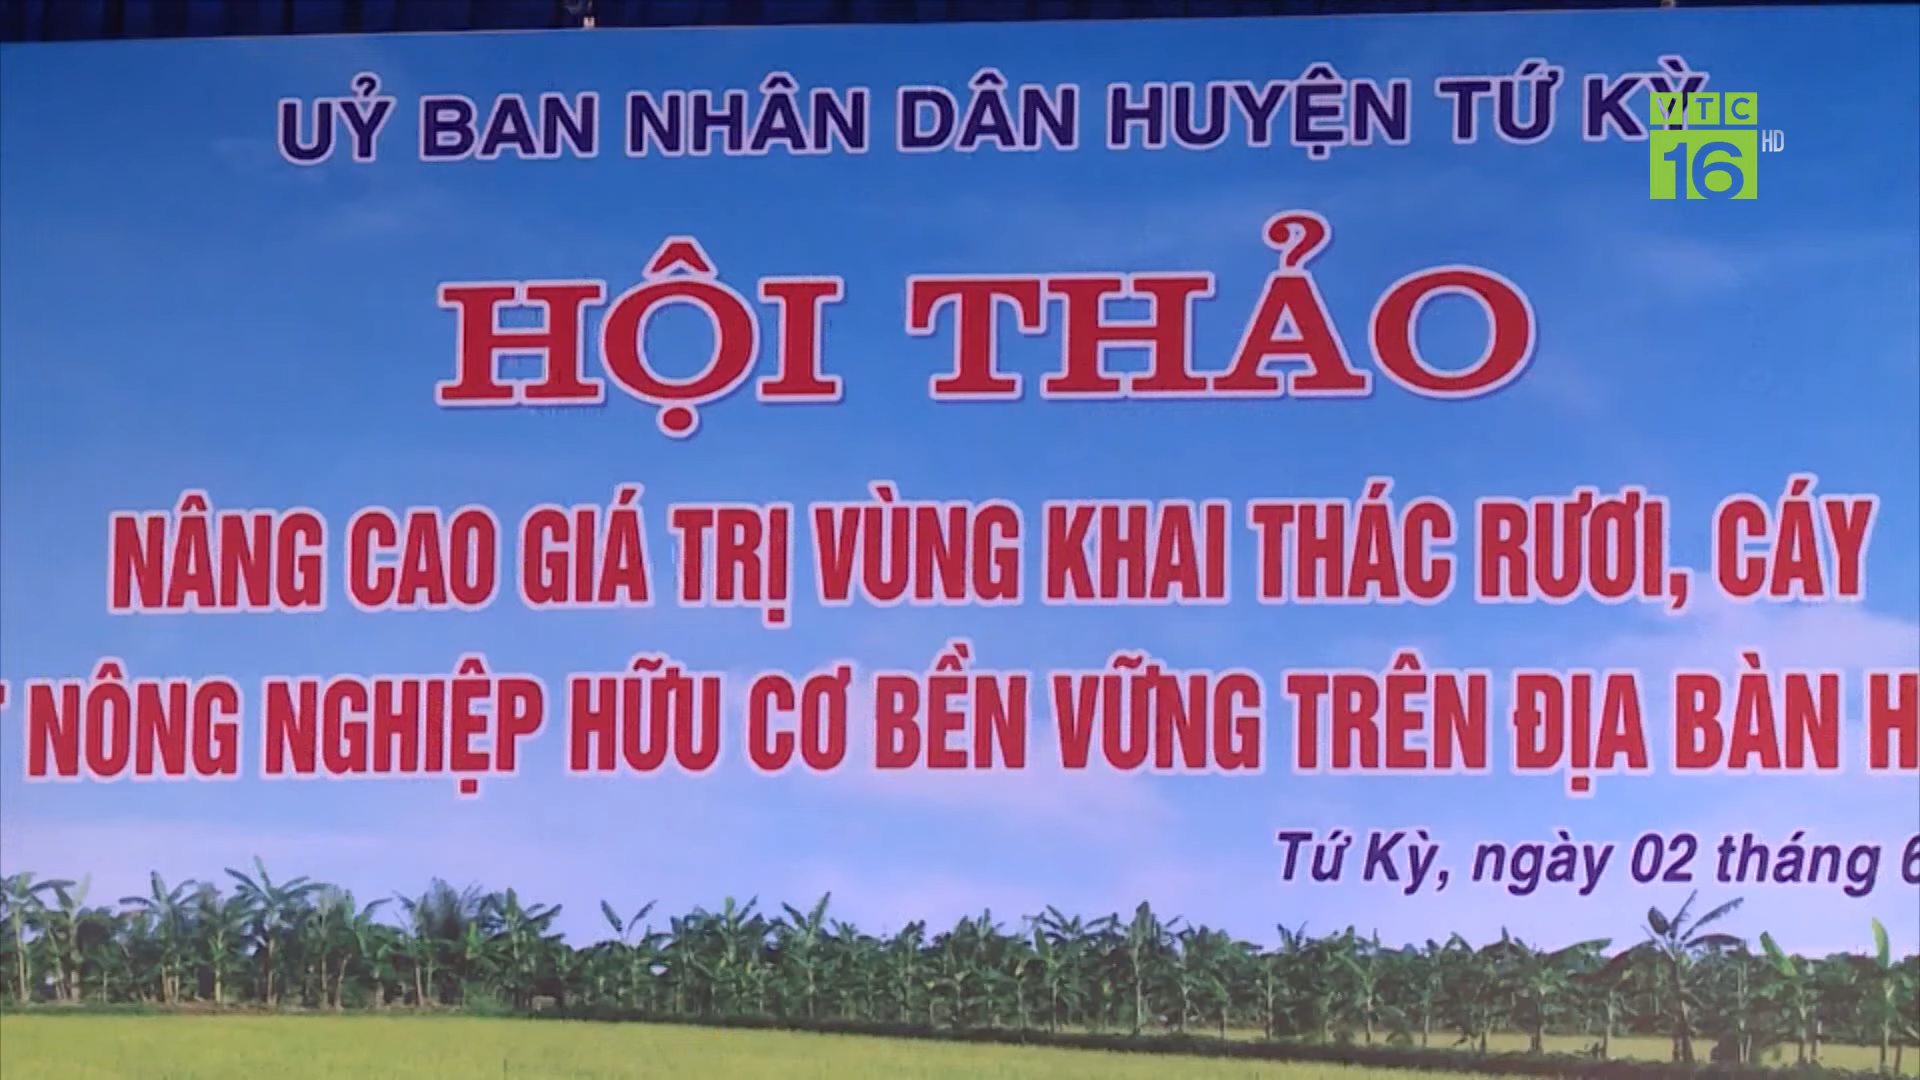 UỶ BAN NHÂN DÂN HUYỆN TỨ KỲ
VTC
16 HD
HỘI THẢO
NÂNG CAO GIÁ TRỊ VÙNG KHAI THÁC RƯƠI, CÁY
NÔNG NGHIỆP HỮU CƠ BỀN VỮNG TRÊN ĐỊA BÀN H
Tứ Kỳ, ngày 02 tháng 6